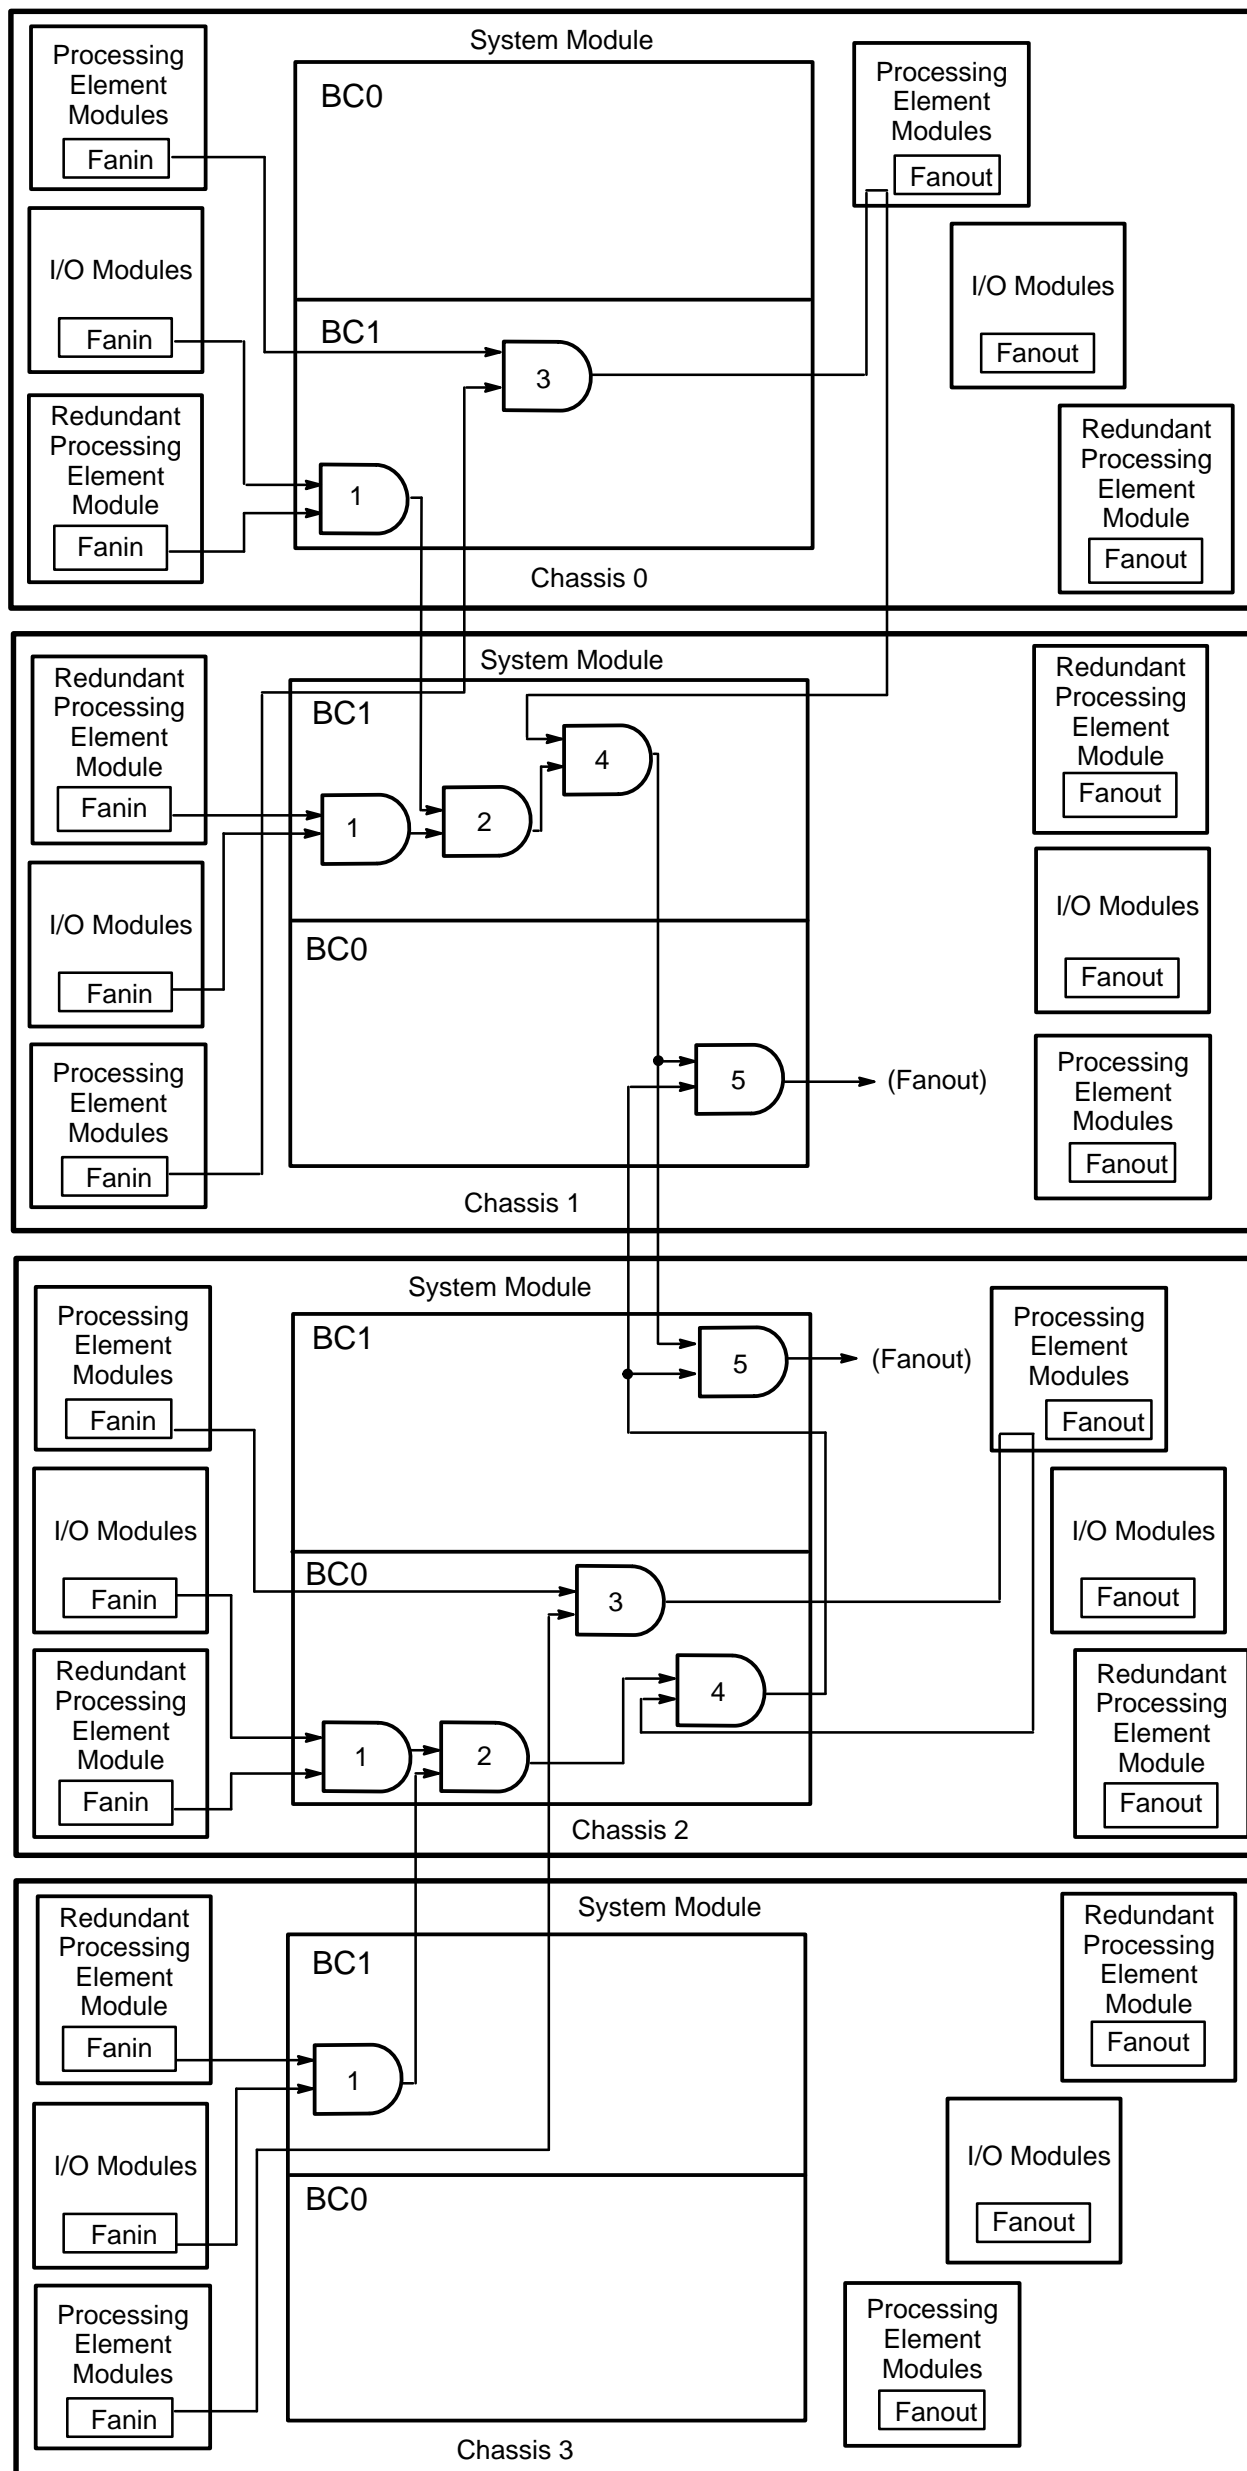 System Module
Processing
Element
Modules
Fanin
BC0
Processing
Element
Modules
Fanout
I/O Modules
Fanin
BC1
3
I/O Modules
Fanout
Redundant
Processing
Element
Module
Fanin
1
Redundant
Processing
Element
Module
Fanout
Chassis 0
System Module
Redundant
Processing
Element
Module
Fanin
BC1
4
1
2
Redundant
Processing
Element
Module
Fanout
I/O Modules
Fanin
BC0
I/O Modules
Fanout
Processing
Element
Modules
Fanin
5
(Fanout)
Processing
Element
Modules
Fanout
Chassis 1
System Module
Processing
Element
Modules
Fanin
BC1
5
(Fanout)
Processing
Element
Modules
Fanout
I/O Modules
Fanin
BC0
3
I/O Modules
Fanout
Redundant
Processing
Element
Module
Fanin
4
1
2
Redundant
Processing
Element
Module
Fanout
Chassis 2
System Module
Redundant
Processing
Element
Module
Fanin
BC1
1
Redundant
Processing
Element
Module
Fanout
I/O Modules
Fanin
BC0
I/O Modules
Fanout
Processing
Element
Modules
Fanin
Processing
Element
Modules
Fanout
Chassis 3